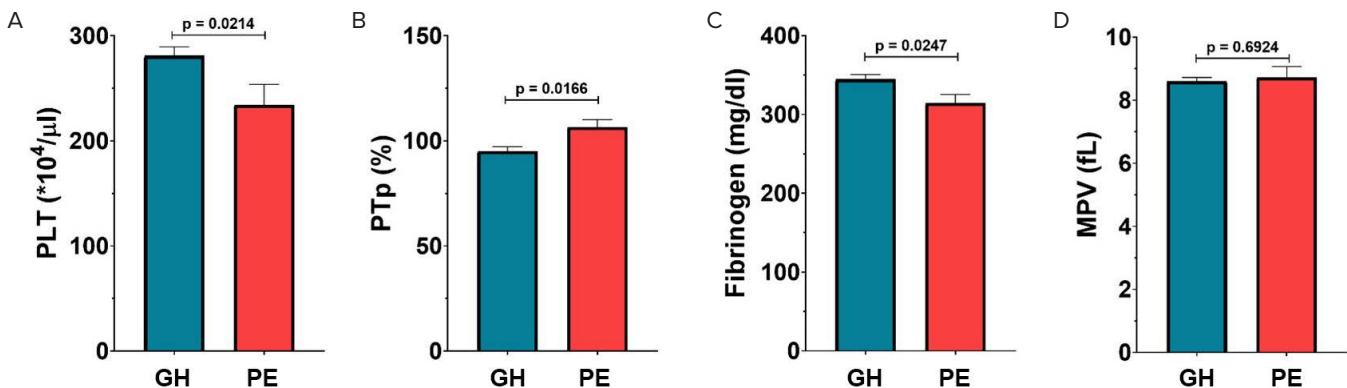 A
PLT (*10^4/µl)
300
200
100
0
p = 0.0214
GH PE
B
PTp (%)
150
100
50
0
p = 0.0166
GH PE
C
Fibrinogen (mg/dl)
400
300
200
100
0
p = 0.0247
GH PE
D
MPV (fL)
10
8
6
4
2
0
p = 0.6924
GH PE